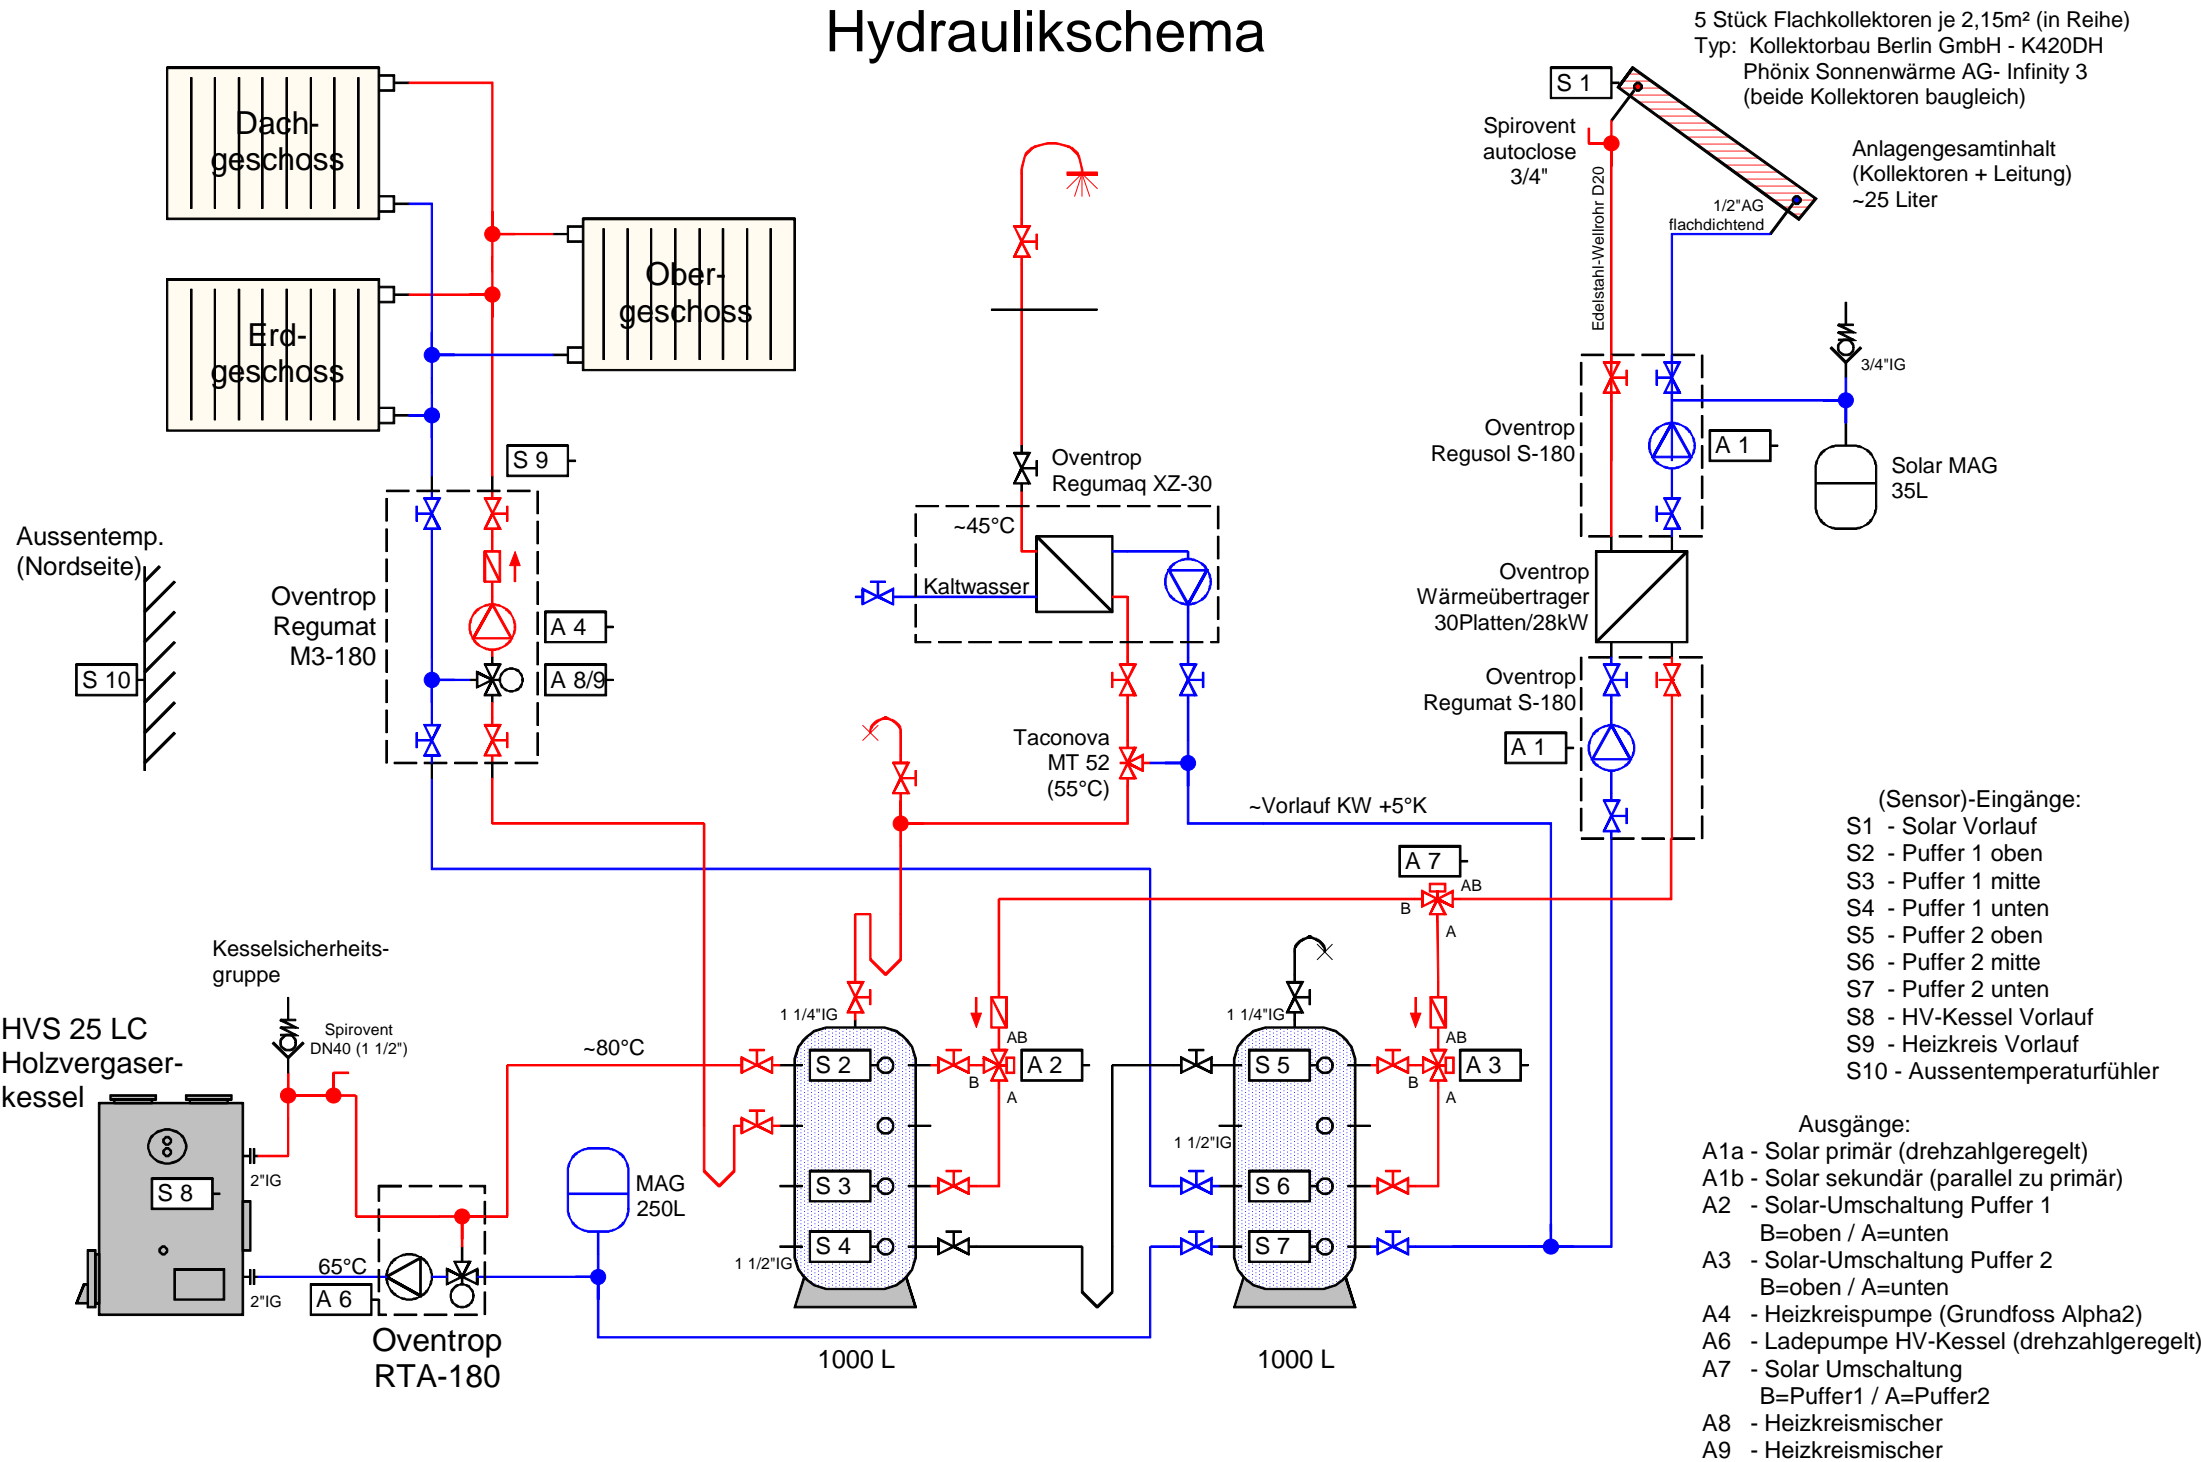 Hydraulikschema
5 Stück Flachkollektoren je 2,15m² (in Reihe)
Typ: Kollektorbau Berlin GmbH - K420DH
Phönix Sonnenwärme AG- Infinity 3
(beide Kollektoren baugleich)
S 1
Spirovent
autoclose
3/4"
Anlagengesamtinhalt
(Kollektoren + Leitung)
~25 Liter
1/2"AG
flachdichtend
Edelstahl-Wellrohr D20
Dach-
geschoss
Ober-
geschoss
Erd-
geschoss
3/4"IG
Oventrop
Regusol S-180
A 1
Solar MAG
35L
S 9
Oventrop
Regumaq XZ-30
~45°C
Kaltwasser
Aussentemp.
(Nordseite)
S 10
Oventrop
Regumat
M3-180
A 4
A 8/9
Oventrop
Wärmeübertrager
30Platten/28kW
Oventrop
Regumat S-180
A 1
Taconova
MT 52
(55°C)
~Vorlauf KW +5°K
A 7
AB
B
A
(Sensor)-Eingänge:
S1 - Solar Vorlauf
S2 - Puffer 1 oben
S3 - Puffer 1 mitte
S4 - Puffer 1 unten
S5 - Puffer 2 oben
S6 - Puffer 2 mitte
S7 - Puffer 2 unten
S8 - HV-Kessel Vorlauf
S9 - Heizkreis Vorlauf
S10 - Aussentemperaturfühler
Kesselsicherheits-
gruppe
HVS 25 LC
Holzvergaser-
kessel
Spirovent
DN40 (1 1/2")
~80°C
1 1/4"IG
S 2
AB
B
A
A 2
1 1/4"IG
S 5
AB
B
A
A 3
1 1/2"IG
2"IG
S 8
MAG
250L
S 3
S 6
S 4
S 7
1 1/2"IG
65°C
2"IG
A 6
Oventrop
RTA-180
1000 L
1000 L
Ausgänge:
A1a - Solar primär (drehzahlgeregelt)
A1b - Solar sekundär (parallel zu primär)
A2 - Solar-Umschaltung Puffer 1
B=oben / A=unten
A3 - Solar-Umschaltung Puffer 2
B=oben / A=unten
A4 - Heizkreispumpe (Grundfoss Alpha2)
A6 - Ladepumpe HV-Kessel (drehzahlgeregelt)
A7 - Solar Umschaltung
B=Puffer1 / A=Puffer2
A8 - Heizkreismischer
A9 - Heizkreismischer